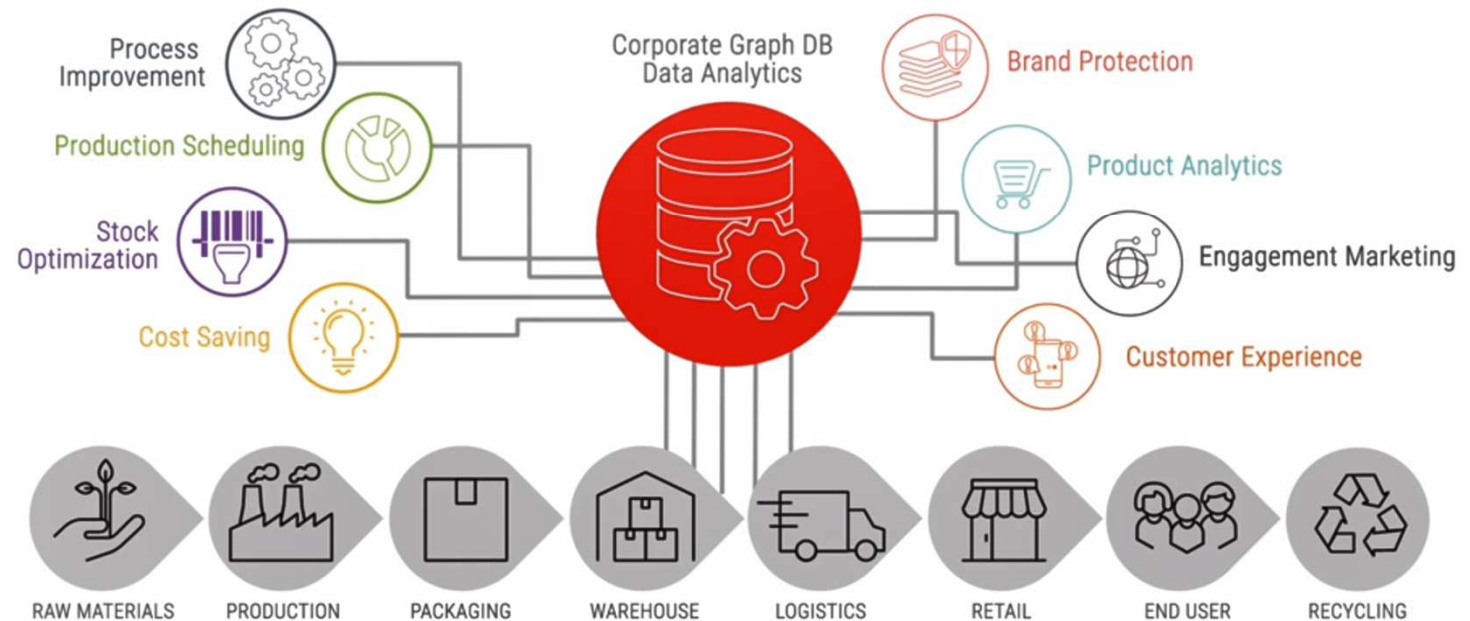 Process
Improvement
Production Scheduling
Stock
Optimization
Cost Saving
Corporate Graph DB
Data Analytics
Brand Protection
Product Analytics
Engagement Marketing
Customer Experience
RAW MATERIALS
PRODUCTION
PACKAGING
WAREHOUSE
LOGISTICS
RETAIL
END USER
RECYCLING